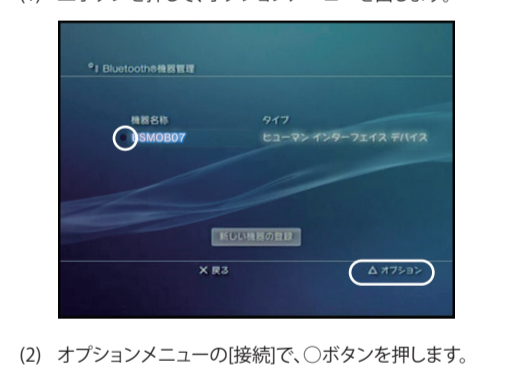 Bluetooth®機器管理
機器名称 タイプ
SMOB07 ヒューマン インターフェイス デバイス
新しい機器の登録
✕ 戻る △ オプション
(2) オプションメニューの[接続]で、○ボタンを押します。